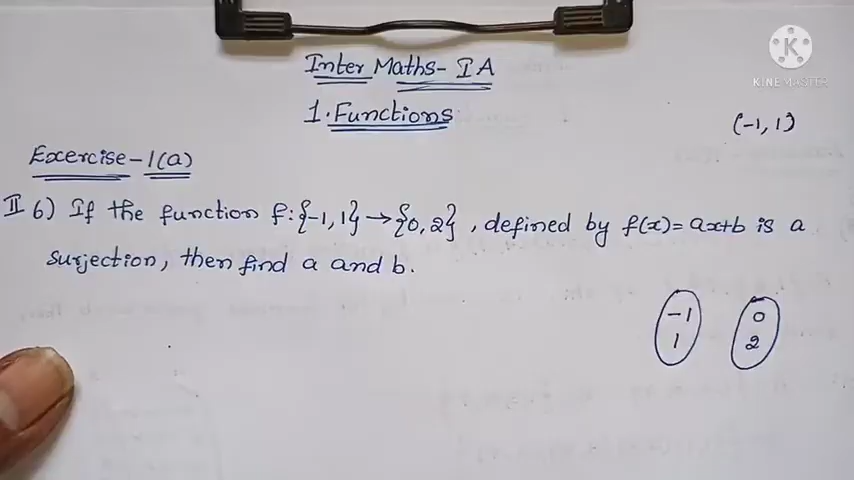 Inter Maths- I A
K
KINEMASTER
1. Functions
(-1, 1)
Exercise-1(a)
II 6) If the function f:{-1, 1}→{0, 2}, defined by f(x)= ax+b is a
surjection, then find a and b.
-1 0
1 2